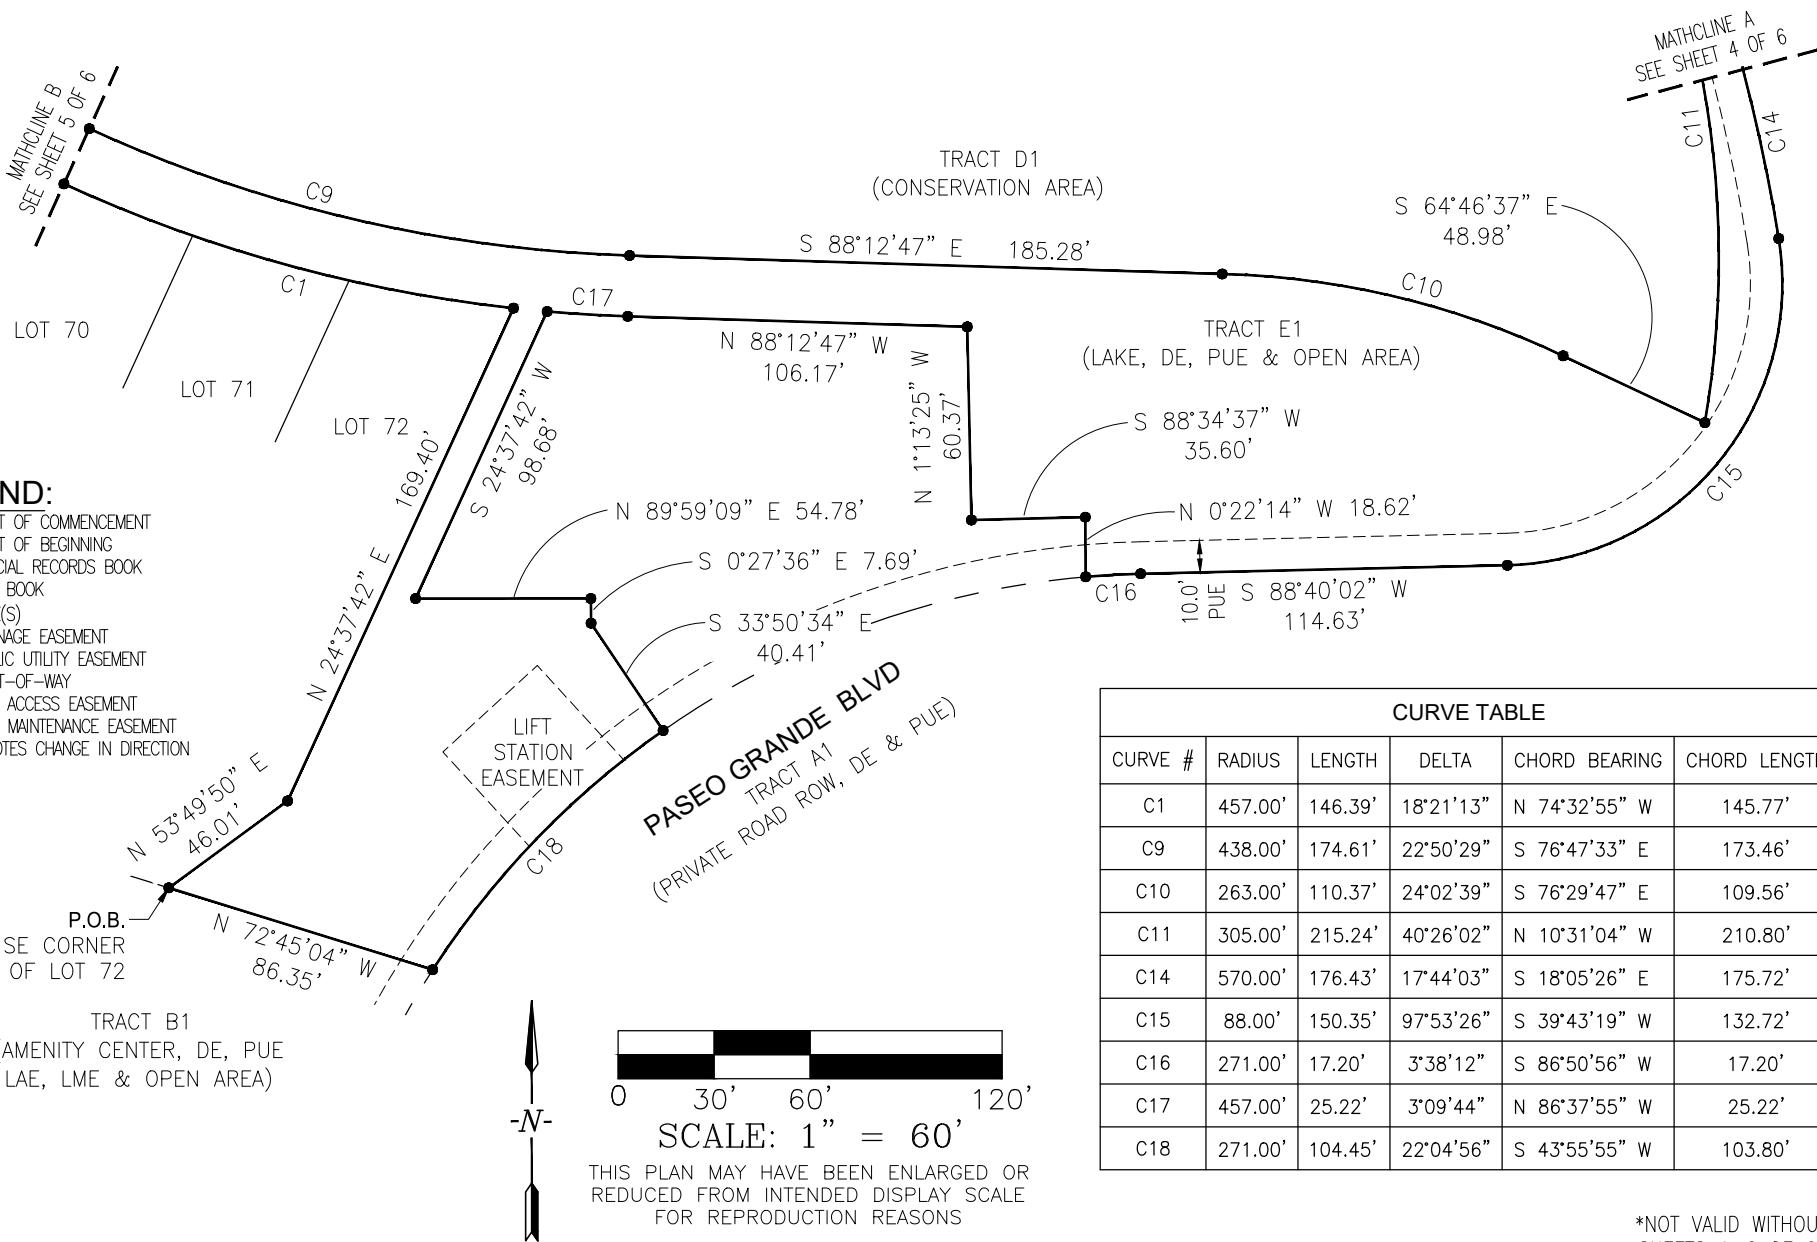 MATHCLINE B
SEE SHEET 5 OF 6
MATHCLINE A
SEE SHEET 4 OF 6
C9
C1
LOT 70
LOT 71
LOT 72
C17
TRACT D1
(CONSERVATION AREA)
S 88°12'47" E 185.28'
S 64°46'37" E
48.98'
C10
C11
C14
C15
N 88°12'47" W
106.17'
TRACT E1
(LAKE, DE, PUE & OPEN AREA)
N 1°13'25" W
60.37'
S 88°34'37" W
35.60'
N 0°22'14" W 18.62'
169.40'
N 24°37'42" E
S 24°37'42" W
98.68'
N 89°59'09" E 54.78'
S 0°27'36" E 7.69'
S 33°50'34" E
40.41'
C16
10.0'
PUE
S 88°40'02" W
114.63'
ND:
T OF COMMENCEMENT
T OF BEGINNING
CIAL RECORDS BOOK
BOOK
(S)
NAGE EASEMENT
IC UTILITY EASEMENT
T-OF-WAY
ACCESS EASEMENT
MAINTENANCE EASEMENT
OTES CHANGE IN DIRECTION
LIFT
STATION
EASEMENT
PASEO GRANDE BLVD
TRACT A1
(PRIVATE ROAD ROW, DE & PUE)
C18
N 53°49'50" E
46.01'
P.O.B.
SE CORNER
OF LOT 72
N 72°45'04" W
86.35'
TRACT B1
(AMENITY CENTER, DE, PUE
LAE, LME & OPEN AREA)
-N-
0 30' 60' 120'
SCALE: 1" = 60'
THIS PLAN MAY HAVE BEEN ENLARGED OR
REDUCED FROM INTENDED DISPLAY SCALE
FOR REPRODUCTION REASONS
CURVE TABLE
CURVE # RADIUS LENGTH DELTA CHORD BEARING CHORD LENGTH
C1 457.00' 146.39' 18°21'13" N 74°32'55" W 145.77'
C9 438.00' 174.61' 22°50'29" S 76°47'33" E 173.46'
C10 263.00' 110.37' 24°02'39" S 76°29'47" E 109.56'
C11 305.00' 215.24' 40°26'02" N 10°31'04" W 210.80'
C14 570.00' 176.43' 17°44'03" S 18°05'26" E 175.72'
C15 88.00' 150.35' 97°53'26" S 39°43'19" W 132.72'
C16 271.00' 17.20' 3°38'12" S 86°50'56" W 17.20'
C17 457.00' 25.22' 3°09'44" N 86°37'55" W 25.22'
C18 271.00' 104.45' 22°04'56" S 43°55'55" W 103.80'
*NOT VALID WITHOU